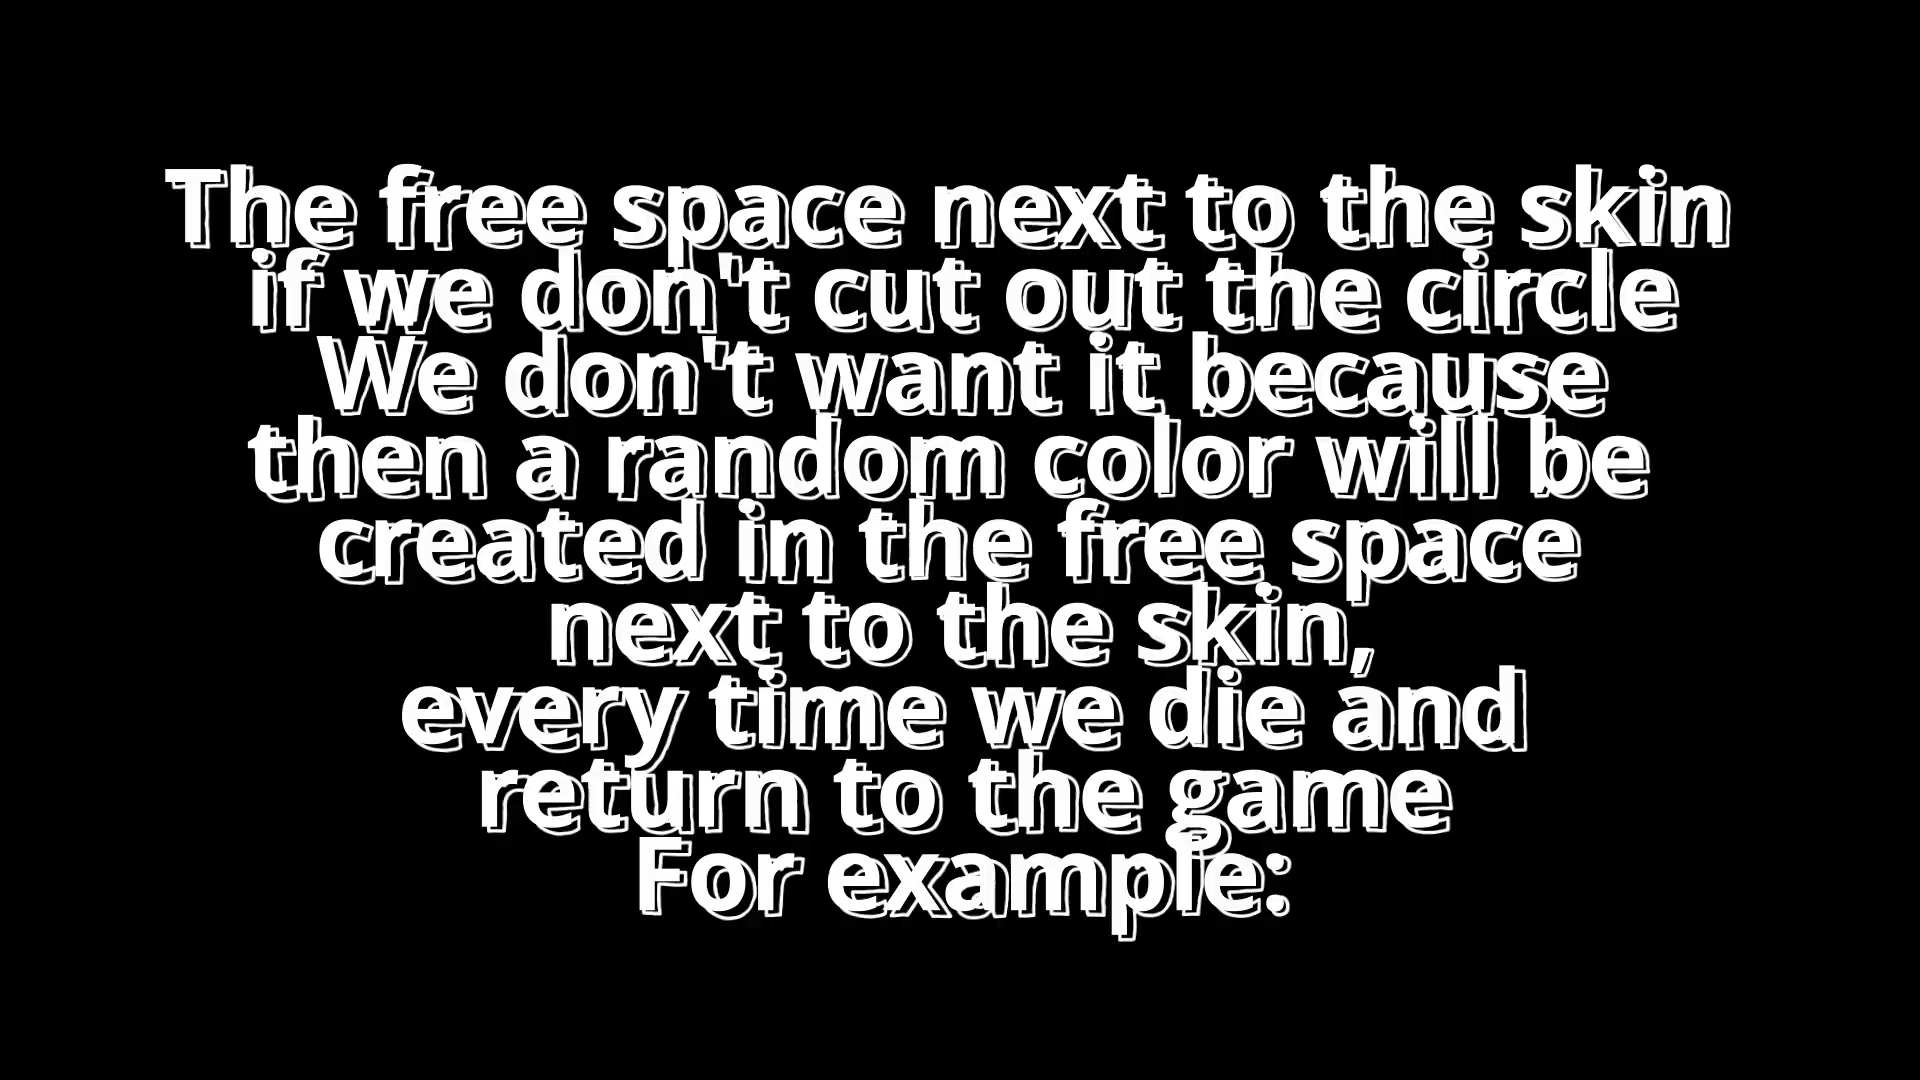 The free space next to the skin
if we don't cut out the circle
We don't want it because
then a random color will be
created in the free space
next to the skin,
every time we die and
return to the game
For example: